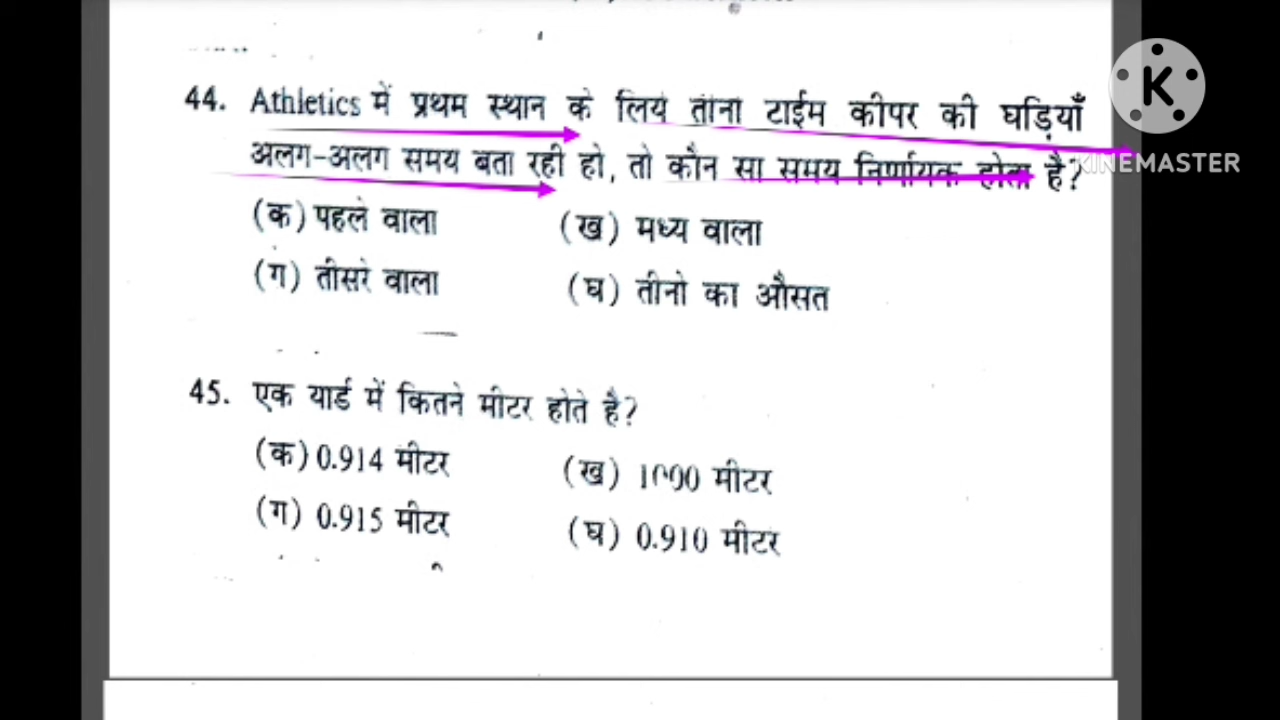 44. Athletics में प्रथम स्थान के लिये तीनों टाईम कीपर की घड़ियाँ
अलग-अलग समय बता रही हो, तो कौन सा समय निर्णायक होता है?
KINEMASTER
(क) पहले वाला (ख) मध्य वाला
(ग) तीसरे वाला (घ) तीनो का औसत
45. एक यार्ड में कितने मीटर होते है?
(क) 0.914 मीटर (ख) 1000 मीटर
(ग) 0.915 मीटर (घ) 0.910 मीटर